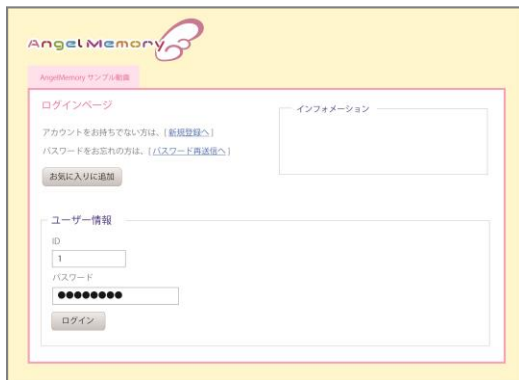 AngelMemory
AngelMemory サンプル動画
ログインページ
インフォメーション
アカウントをお持ちでない方は、[ 新規登録へ ]
パスワードをお忘れの方は、[ パスワード再送信へ ]
お気に入りに追加
ユーザー情報
ID
1
パスワード
●●●●●●●●
ログイン